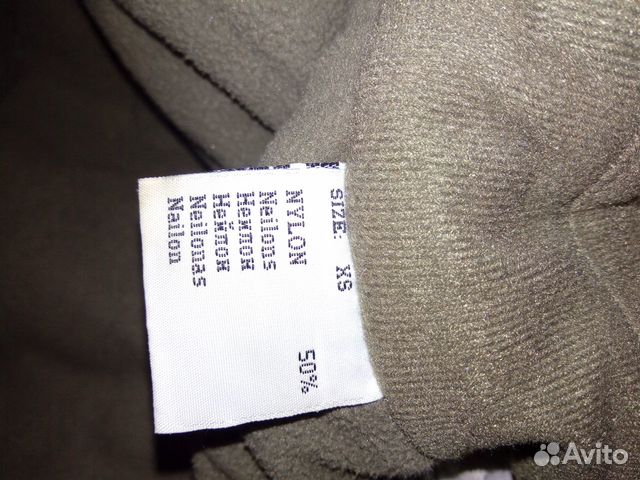 SIZE: XS
NYLON 50%
Neilons
Нейлон
Нейлон
Neilonas
Nailon
Avito